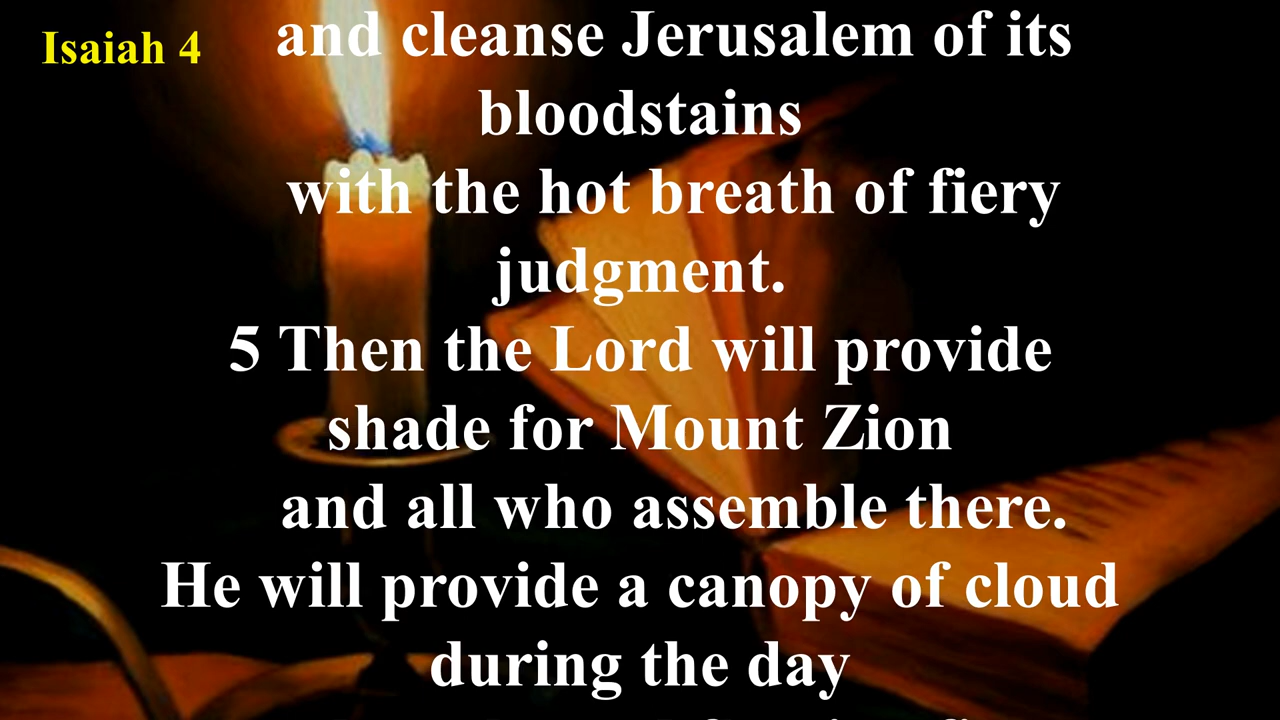 Isaiah 4
and cleanse Jerusalem of its
bloodstains
with the hot breath of fiery
judgment.
5 Then the Lord will provide
shade for Mount Zion
and all who assemble there.
He will provide a canopy of cloud
during the day